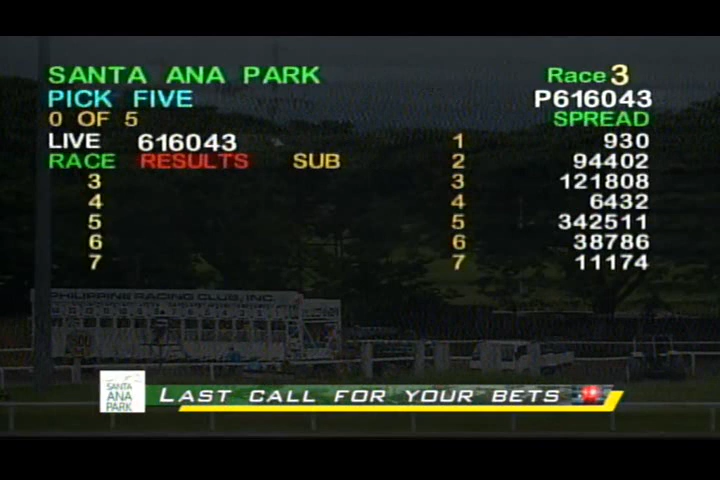 SANTA ANA PARK Race 3
PICK FIVE P616043
0 OF 5 SPREAD
LIVE 616043 1 930
RACE RESULTS SUB 2 94402
3 3 121808
4 4 6432
5 5 342511
6 6 38786
7 7 11174
PHILIPPINE RACING CLUB, INC.
SANTA
ANA
PARK
LAST CALL FOR YOUR BETS